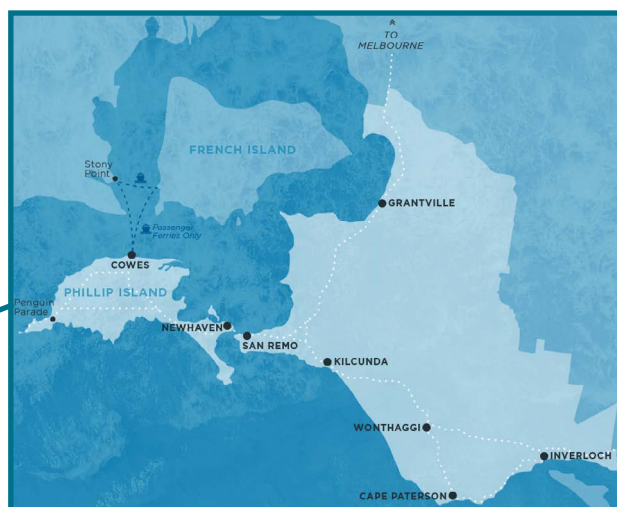 TO
MELBOURNE
FRENCH ISLAND
Stony
Point
GRANTVILLE
Passenger
Ferries Only
COWES
PHILLIP ISLAND
Penguin
Parade
NEWHAVEN
SAN REMO
KILCUNDA
WONTHAGGI
INVERLOCH
CAPE PATERSON